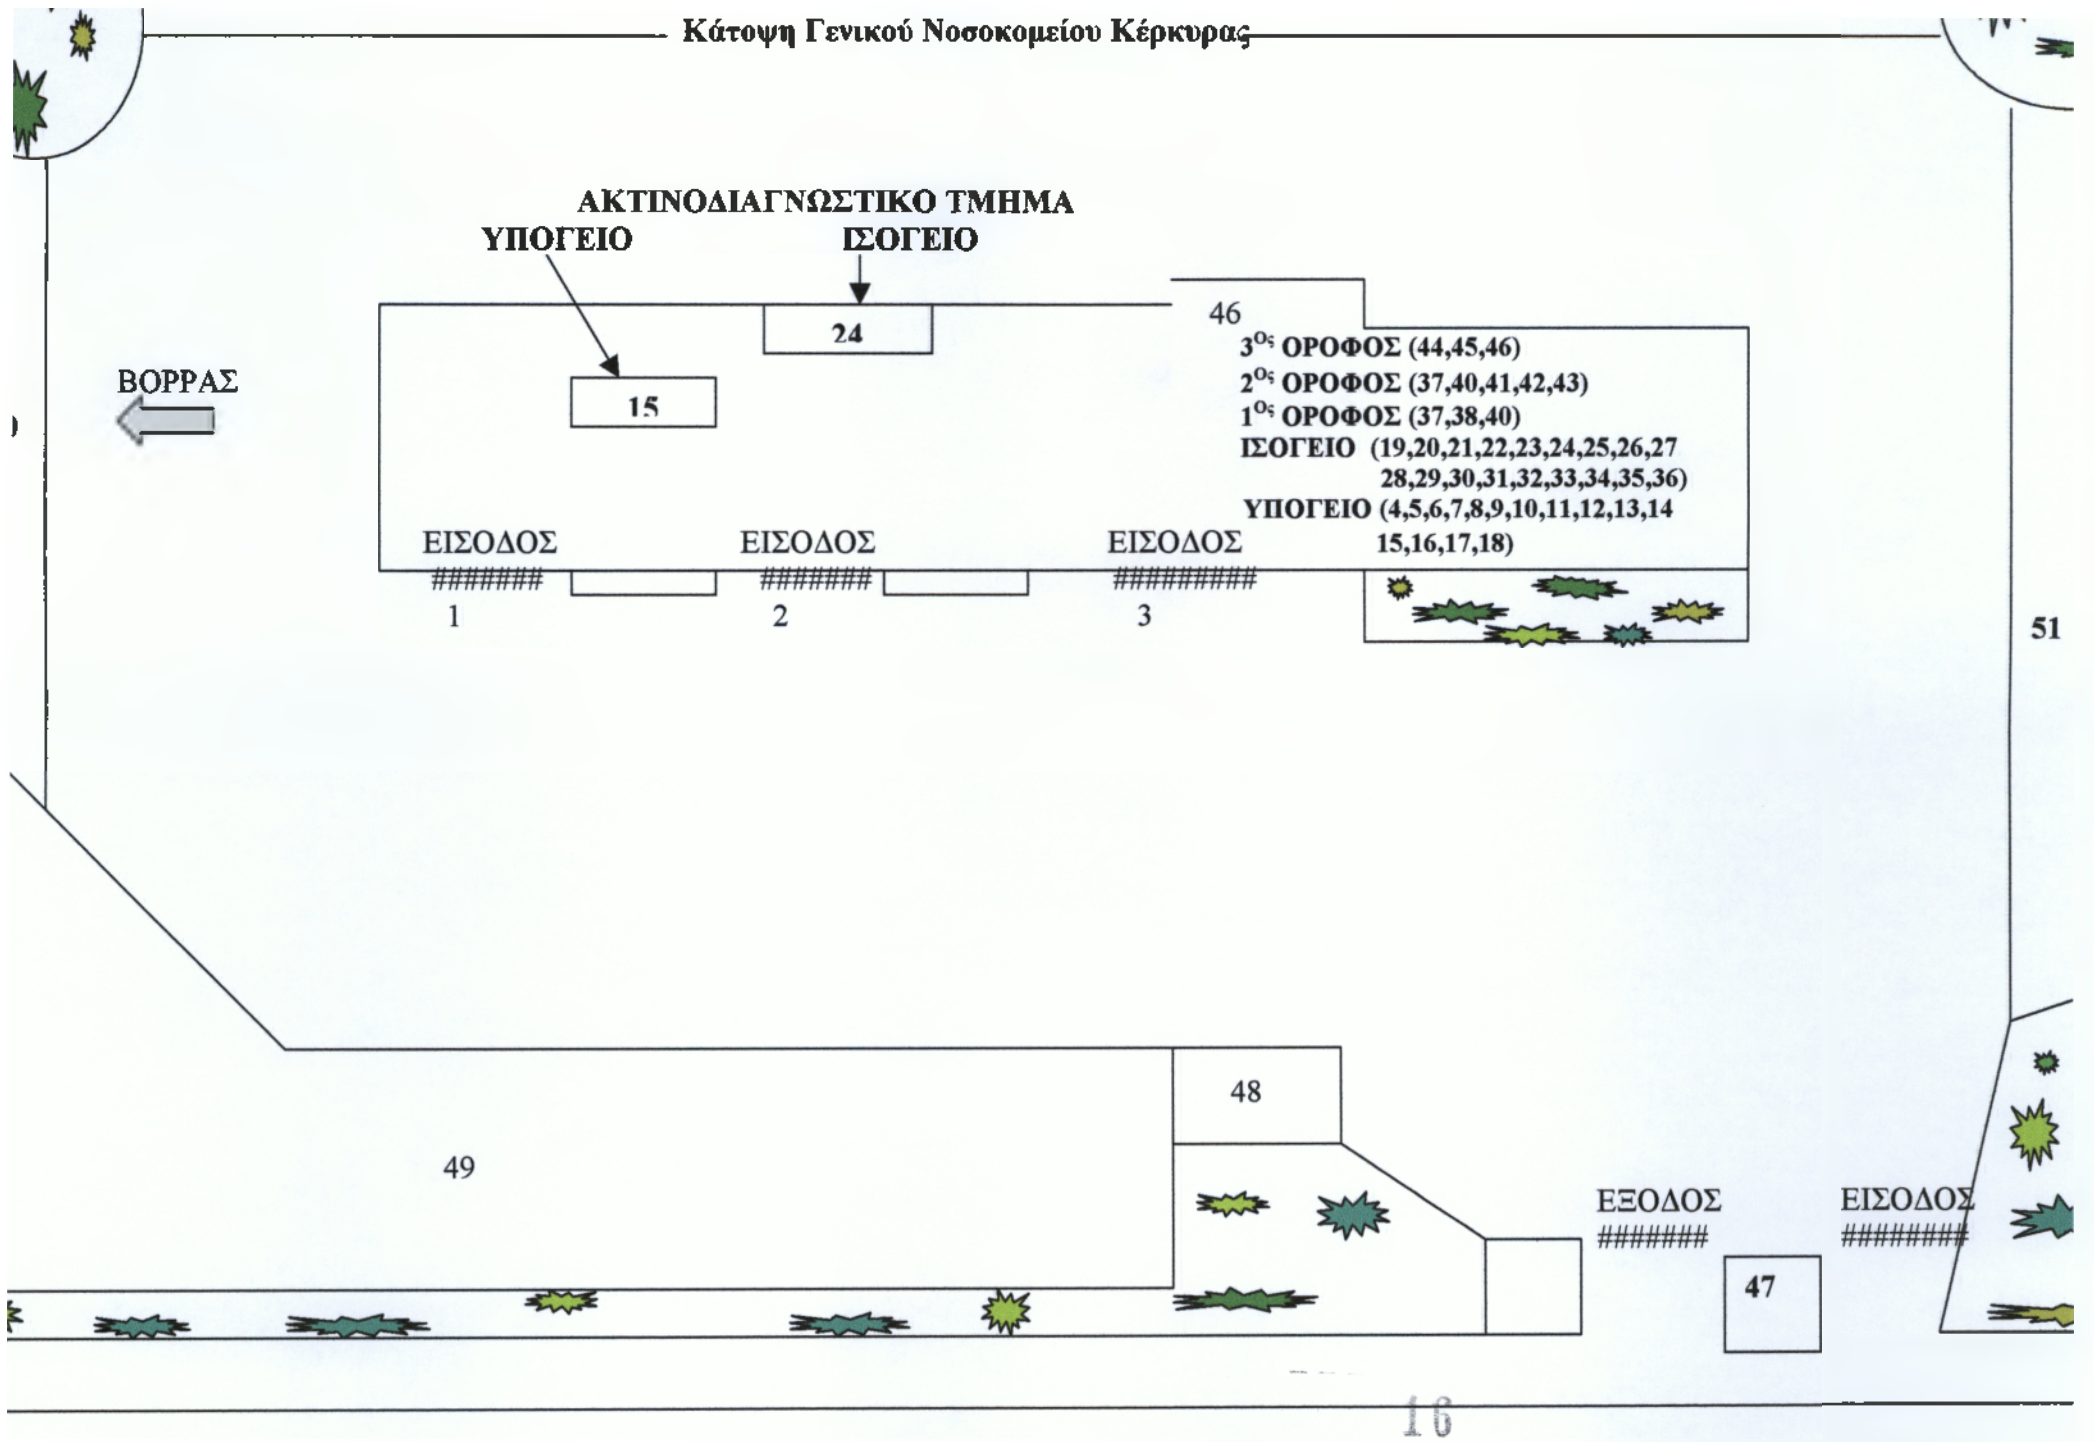 Κάτοψη Γενικού Νοσοκομείου Κέρκυρας
ΑΚΤΙΝΟΔΙΑΓΝΩΣΤΙΚΟ ΤΜΗΜΑ
ΥΠΟΓΕΙΟ ΙΣΟΓΕΙΟ
46
24
15
ΒΟΡΡΑΣ
3Ος ΟΡΟΦΟΣ (44,45,46)
2Ος ΟΡΟΦΟΣ (37,40,41,42,43)
1Ος ΟΡΟΦΟΣ (37,38,40)
ΙΣΟΓΕΙΟ (19,20,21,22,23,24,25,26,27
28,29,30,31,32,33,34,35,36)
ΥΠΟΓΕΙΟ (4,5,6,7,8,9,10,11,12,13,14
15,16,17,18)
ΕΙΣΟΔΟΣ ΕΙΣΟΔΟΣ ΕΙΣΟΔΟΣ
####### ####### #########
1 2 3
51
48
49
ΕΞΟΔΟΣ ΕΙΣΟΔΟΣ
####### ########
47
16